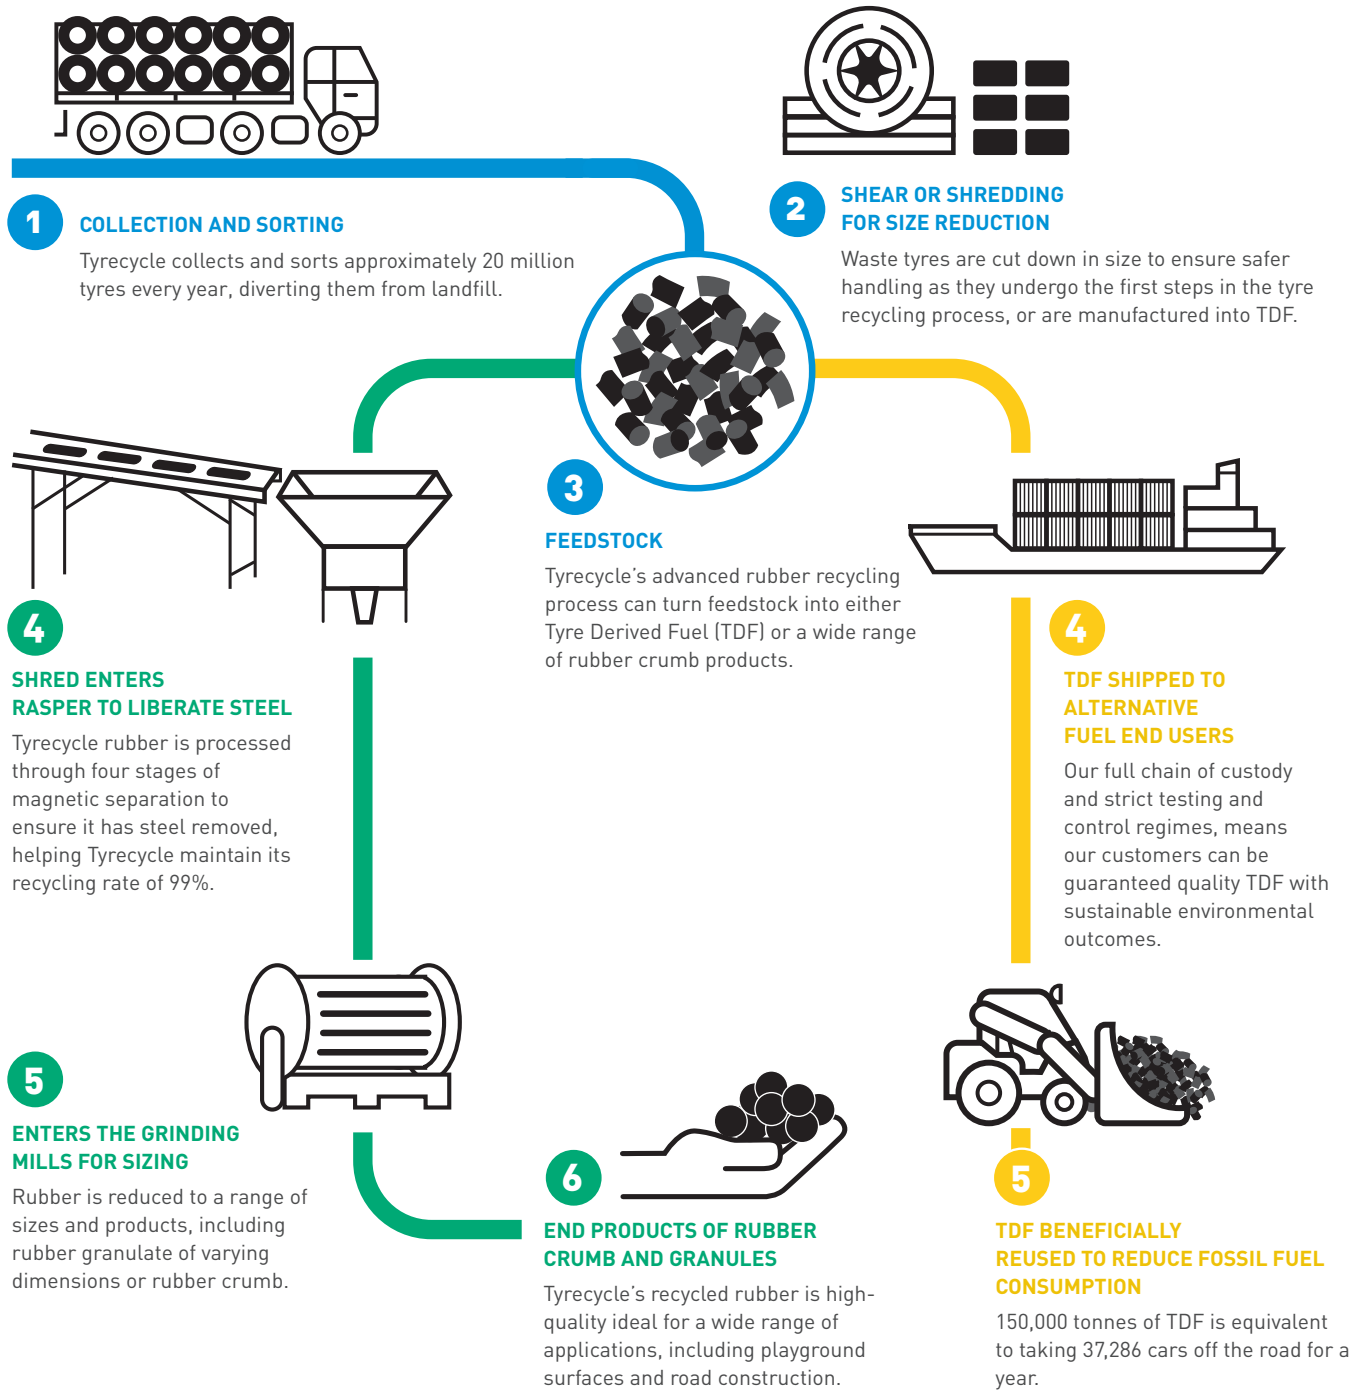 1
COLLECTION AND SORTING
Tyrecycle collects and sorts approximately 20 million
tyres every year, diverting them from landfill.
2
SHEAR OR SHREDDING
FOR SIZE REDUCTION
Waste tyres are cut down in size to ensure safer
handling as they undergo the first steps in the tyre
recycling process, or are manufactured into TDF.
3
FEEDSTOCK
Tyrecycle's advanced rubber recycling
process can turn feedstock into either
Tyre Derived Fuel (TDF) or a wide range
of rubber crumb products.
4
SHRED ENTERS
RASPER TO LIBERATE STEEL
Tyrecycle rubber is processed
through four stages of
magnetic separation to
ensure it has steel removed,
helping Tyrecycle maintain its
recycling rate of 99%.
4
TDF SHIPPED TO
ALTERNATIVE
FUEL END USERS
Our full chain of custody
and strict testing and
control regimes, means
our customers can be
guaranteed quality TDF with
sustainable environmental
outcomes.
5
ENTERS THE GRINDING
MILLS FOR SIZING
Rubber is reduced to a range of
sizes and products, including
rubber granulate of varying
dimensions or rubber crumb.
6
END PRODUCTS OF RUBBER
CRUMB AND GRANULES
Tyrecycle's recycled rubber is high-
quality ideal for a wide range of
applications, including playground
surfaces and road construction.
5
TDF BENEFICIALLY
REUSED TO REDUCE FOSSIL FUEL
CONSUMPTION
150,000 tonnes of TDF is equivalent
to taking 37,286 cars off the road for a
year.